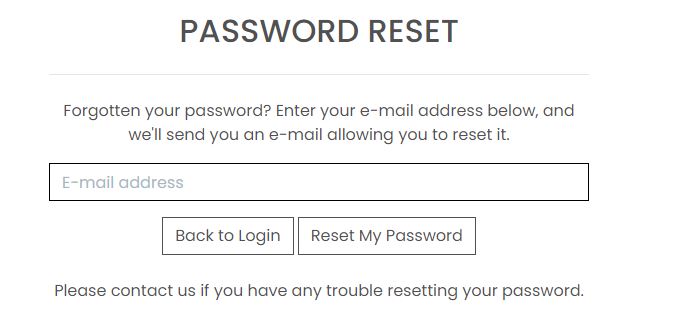 PASSWORD RESET
Forgotten your password? Enter your e-mail address below, and
we'll send you an e-mail allowing you to reset it.
E-mail address
Back to Login
Reset My Password
Please contact us if you have any trouble resetting your password.